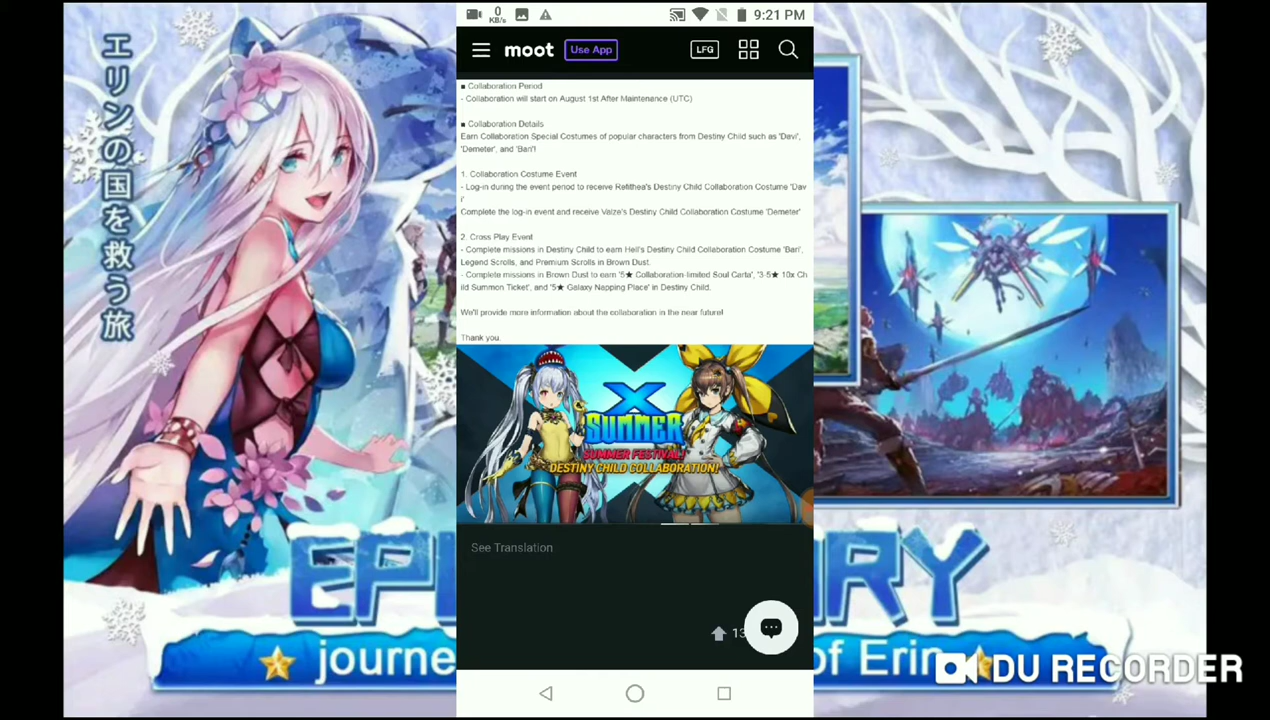 エリンの国を救う旅
0
KB/s
9:21 PM
moot
Use App
LFG
■ Collaboration Period
- Collaboration will start on August 1st After Maintenance (UTC)
■ Collaboration Details
Earn Collaboration Special Costumes of popular characters from Destiny Child such as 'Davi',
'Demeter', and 'Bari'!
1. Collaboration Costume Event
- Log-in during the event period to receive Refithea's Destiny Child Collaboration Costume 'Dav
i'
Complete the log-in event and receive Valze's Destiny Child Collaboration Costume 'Demeter'
2. Cross Play Event
- Complete missions in Destiny Child to earn Hell's Destiny Child Collaboration Costume 'Bari',
Legend Scrolls, and Premium Scrolls in Brown Dust.
- Complete missions in Brown Dust to earn '5★ Collaboration-limited Soul Carta', '3-5★ 10x Ch
ild Summon Ticket', and '5★ Galaxy Napping Place' in Destiny Child.
We'll provide more information about the collaboration in the near future!
Thank you.
X
SUMMER
SUMMER FESTIVAL!
DESTINY CHILD COLLABORATION!
See Translation
13
journe
of Erin
DU RECORDER